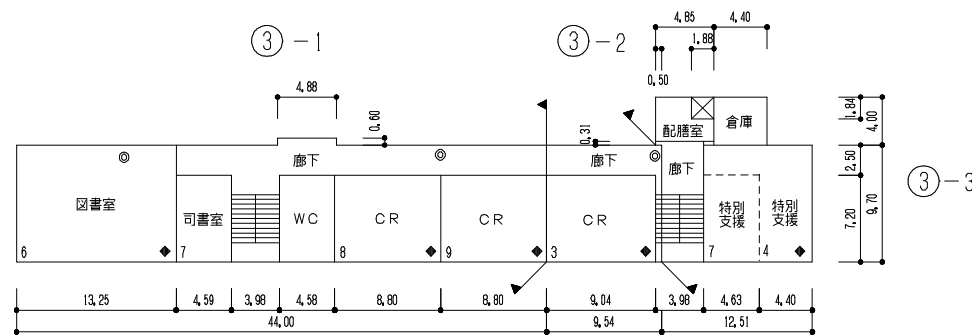 ③-1
③-2
4.85
4.40
1.88
0.50
4.88
0.60
0.31
1.84
4.00
2.50
7.20
9.70
③-3
配膳室
倉庫
廊下
廊下
廊下
図書室
司書室
WC
CR
CR
CR
特別
支援
特別
支援
6
7
8
9
3
7
4
13.25
4.59
3.98
4.58
8.80
8.80
9.04
3.98
4.63
4.40
44.00
9.54
12.51